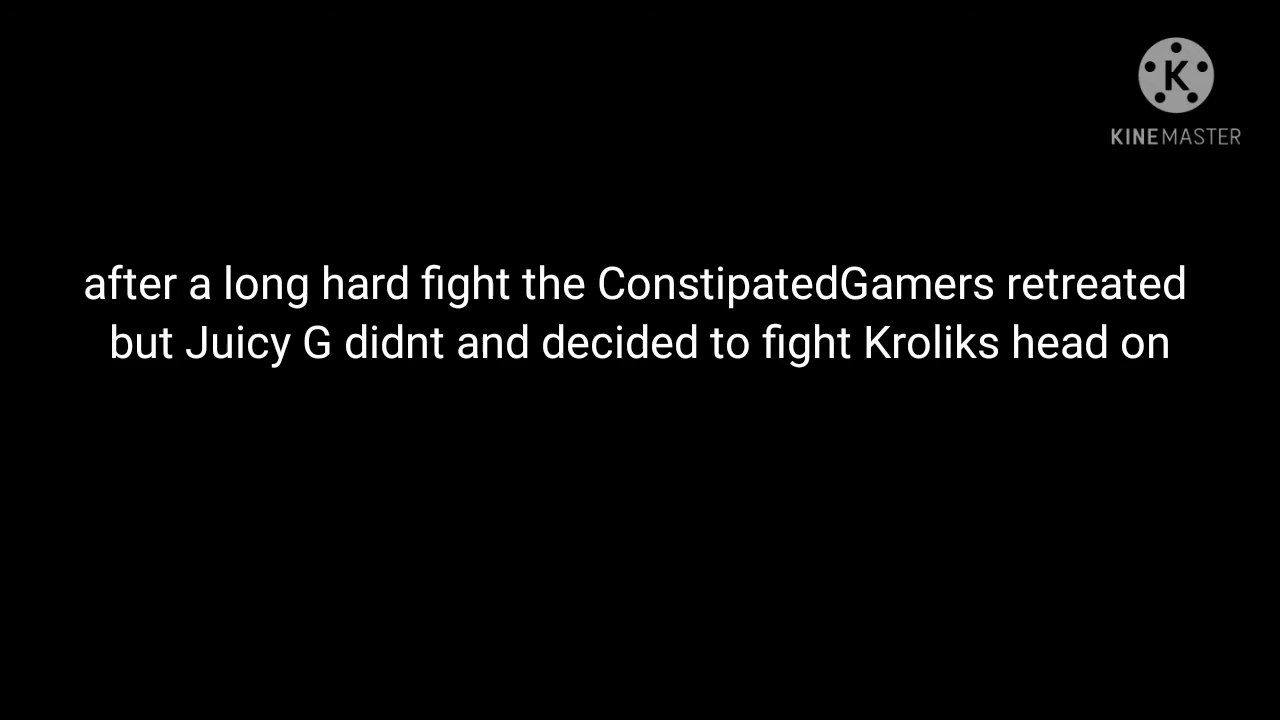 K
KINEMASTER
after a long hard fight the ConstipatedGamers retreated
but Juicy G didnt and decided to fight Kroliks head on